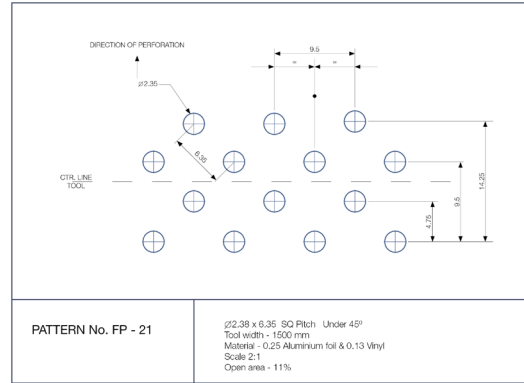 9.5
DIRECTION OF PERFORATION
= =
Ø2.35
6.35
CTR. LINE
TOOL
4.75
9.5
14.25
PATTERN No. FP - 21
Ø2.38 x 6.35 SQ Pitch Under 45º
Tool width - 1500 mm
Material - 0.25 Aluminium foil & 0.13 Vinyl
Scale 2:1
Open area - 11%